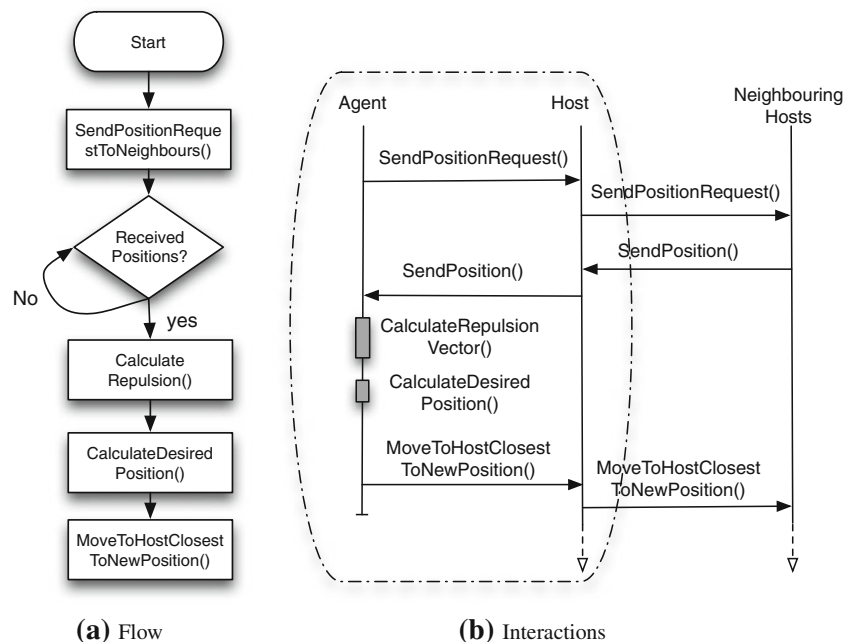 Start
SendPositionReque
stToNeighbours()
Received
Positions?
No
yes
Calculate
Repulsion()
CalculateDesired
Position()
MoveToHostClosest
ToNewPosition()
(a) Flow
Agent
Host
Neighbouring
Hosts
SendPositionRequest()
SendPositionRequest()
SendPosition()
SendPosition()
CalculateRepulsion
Vector()
CalculateDesired
Position()
MoveToHostClosest
ToNewPosition()
MoveToHostClosest
ToNewPosition()
(b) Interactions